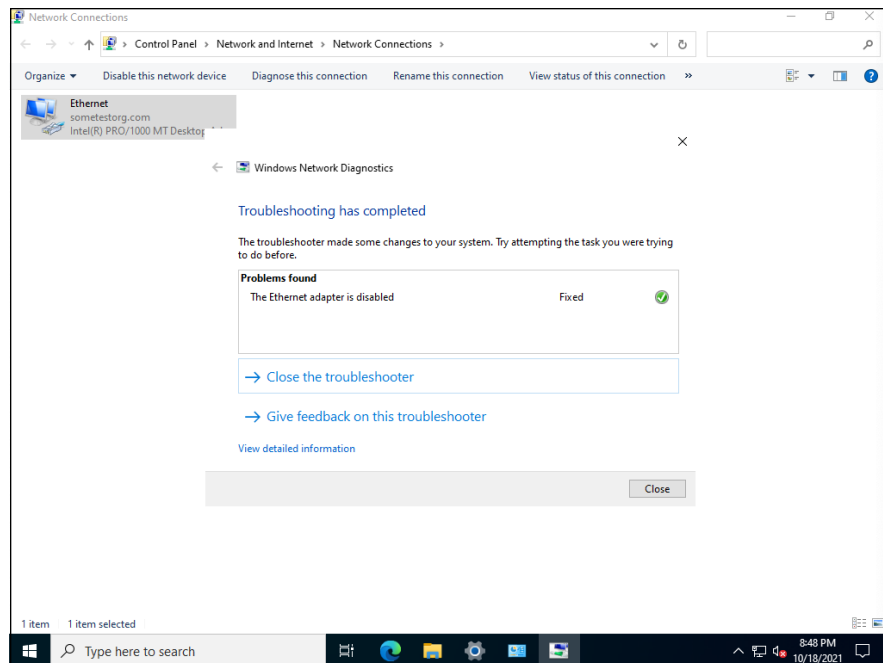 Network Connections
Control Panel > Network and Internet > Network Connections >
Organize Disable this network device Diagnose this connection Rename this connection View status of this connection »
Ethernet
sometestorg.com
Intel(R) PRO/1000 MT
Windows Network Diagnostics
Troubleshooting has completed
The troubleshooter made some changes to your system. Try attempting the task you were trying
to do before.
Problems found
The Ethernet adapter is disabled Fixed
→ Close the troubleshooter
→ Give feedback on this troubleshooter
View detailed information
Close
1 item 1 item selected
Type here to search
8:48 PM
10/18/2021